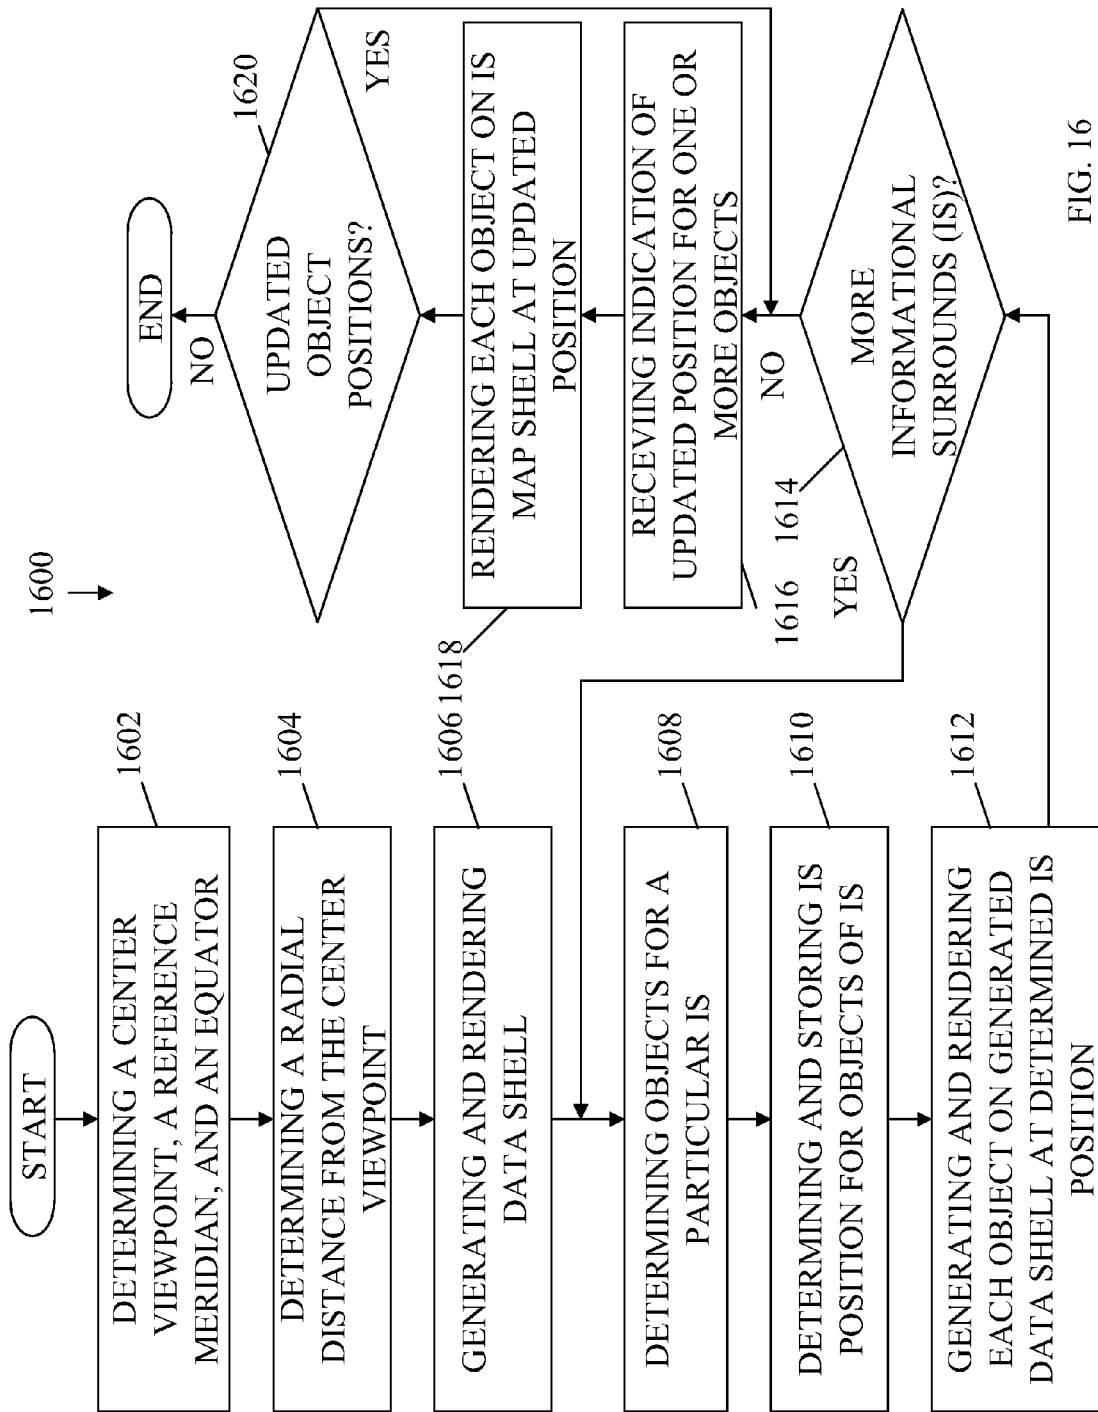 1600
START
DETERMINING A CENTER
VIEWPOINT, A REFERENCE
MERIDIAN, AND AN EQUATOR
1602
DETERMINING A RADIAL
DISTANCE FROM THE CENTER
VIEWPOINT
1604
GENERATING AND RENDERING
DATA SHELL
1606
DETERMINING OBJECTS FOR A
PARTICULAR IS
1608
DETERMINING AND STORING IS
POSITION FOR OBJECTS OF IS
1610
GENERATING AND RENDERING
EACH OBJECT ON GENERATED
DATA SHELL AT DETERMINED IS
POSITION
1612
MORE
INFORMATIONAL
SURROUNDS (IS)?
1614
YES
NO
RECEVIING INDICATION OF
UPDATED POSITION FOR ONE OR
MORE OBJECTS
1616
RENDERING EACH OBJECT ON IS
MAP SHELL AT UPDATED
POSITION
1618
UPDATED
OBJECT
POSITIONS?
1620
YES
NO
END
FIG. 16